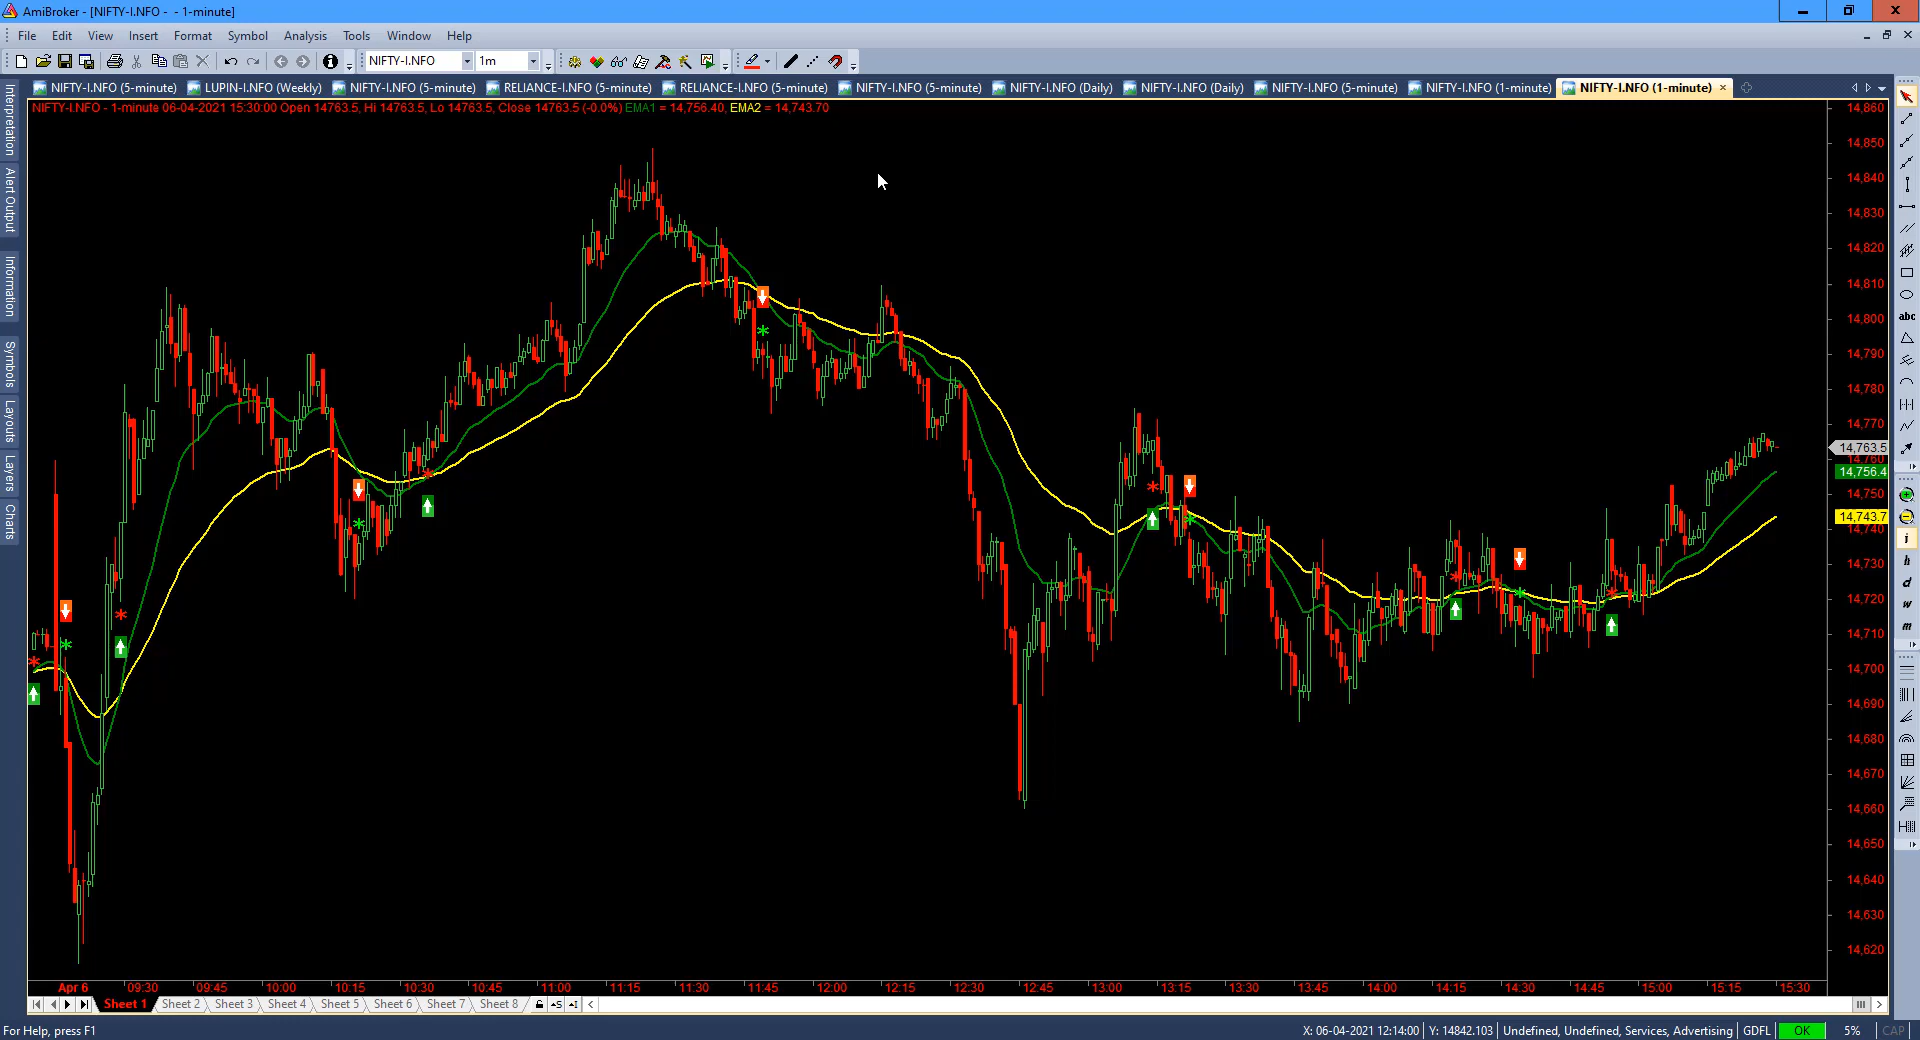 AmiBroker - [NIFTY-I.NFO - - 1-minute]
File Edit View Insert Format Symbol Analysis Tools Window Help
NIFTY-I.NFO 1m
NIFTY-I.NFO (5-minute) LUPIN-I.NFO (Weekly) NIFTY-I.NFO (5-minute) RELIANCE-I.NFO (5-minute) RELIANCE-I.NFO (5-minute) NIFTY-I.NFO (5-minute) NIFTY-I.NFO (Daily) NIFTY-I.NFO (Daily) NIFTY-I.NFO (5-minute) NIFTY-I.NFO (1-minute) NIFTY-I.NFO (1-minute)
NIFTY-I.NFO - 1-minute 06-04-2021 15:30:00 Open 14763.5, Hi 14763.5, Lo 14763.5, Close 14763.5 (-0.0%) EMA1 = 14,756.40, EMA2 = 14,743.70
Interpretation
Alert Output
Information
Symbols
Layouts
Layers
Charts
14,860
14,850
14,840
14,830
14,820
14,810
14,800
14,790
14,780
14,770
14,763.5
14,760
14,756.4
14,750
14,743.7
14,740
14,730
14,720
14,710
14,700
14,690
14,680
14,670
14,660
14,650
14,640
14,630
14,620
abc
i
h
d
w
m
Apr 6 09:30 09:45 10:00 10:15 10:30 10:45 11:00 11:15 11:30 11:45 12:00 12:15 12:30 12:45 13:00 13:15 13:30 13:45 14:00 14:15 14:30 14:45 15:00 15:15 15:30
Sheet 1 Sheet 2 Sheet 3 Sheet 4 Sheet 5 Sheet 6 Sheet 7 Sheet 8
For Help, press F1 X: 06-04-2021 12:14:00 Y: 14842.103 Undefined, Undefined, Services, Advertising GDFL OK 5% CAP